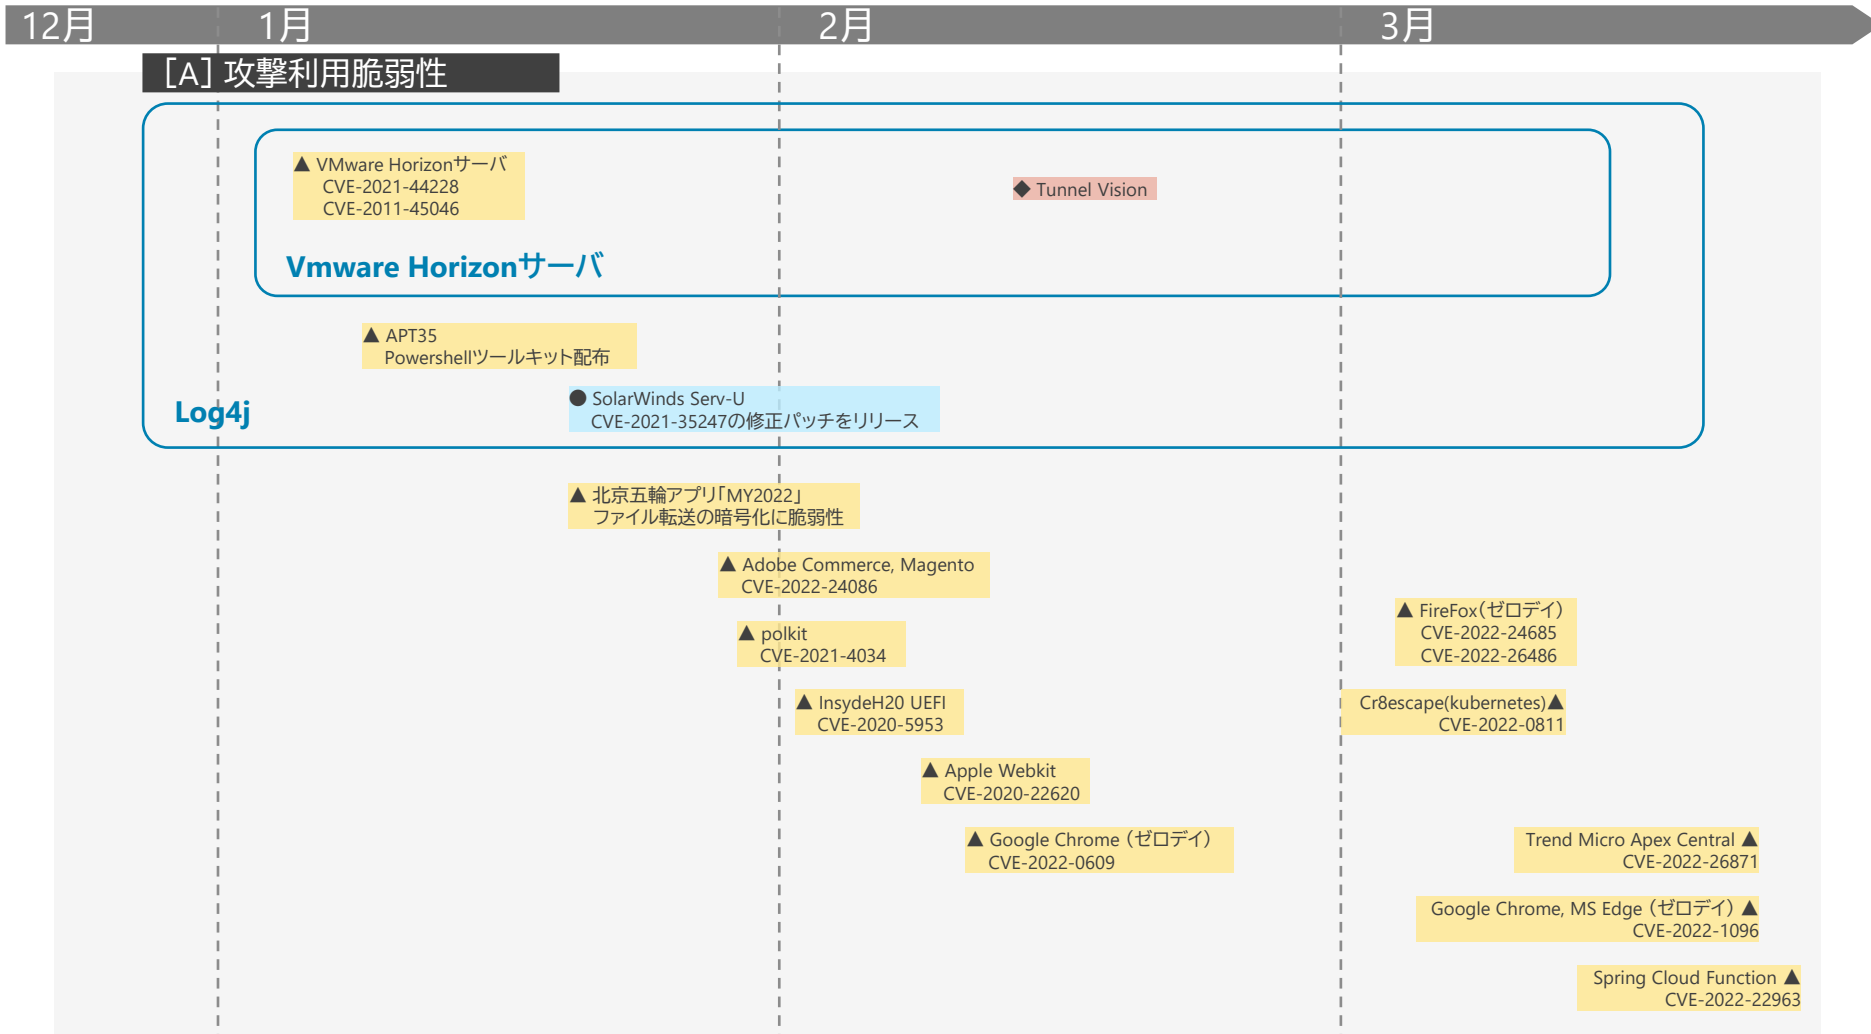 12月 1月 2月 3月
[A] 攻撃利用脆弱性
▲ VMware Horizonサーバ
CVE-2021-44228
CVE-2011-45046
◆ Tunnel Vision
Vmware Horizonサーバ
▲ APT35
Powershellツールキット配布
● SolarWinds Serv-U
CVE-2021-35247の修正パッチをリリース
Log4j
▲ 北京五輪アプリ「MY2022」
ファイル転送の暗号化に脆弱性
▲ Adobe Commerce, Magento
CVE-2022-24086
▲ polkit
CVE-2021-4034
▲ FireFox（ゼロデイ）
CVE-2022-24685
CVE-2022-26486
▲ InsydeH20 UEFI
CVE-2020-5953
Cr8escape(kubernetes)▲
CVE-2022-0811
▲ Apple Webkit
CVE-2020-22620
▲ Google Chrome（ゼロデイ）
CVE-2022-0609
Trend Micro Apex Central ▲
CVE-2022-26871
Google Chrome, MS Edge（ゼロデイ）▲
CVE-2022-1096
Spring Cloud Function ▲
CVE-2022-22963